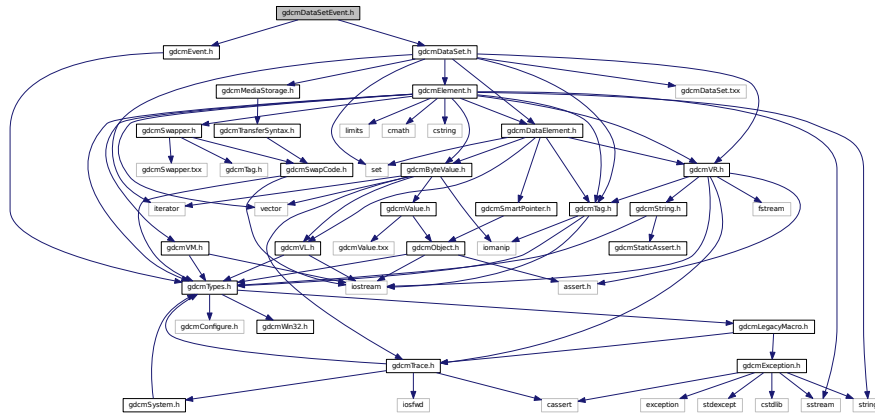 gdcmDataSetEvent.h
gdcmEvent.h
gdcmDataSet.h
gdcmMediaStorage.h
gdcmElement.h
gdcmDataSet.txx
gdcmSwapper.h
gdcmTransferSyntax.h
limits
cmath
cstring
gdcmDataElement.h
gdcmSwapper.txx
gdcmTag.h
gdcmSwapCode.h
set
gdcmByteValue.h
gdcmVR.h
iterator
vector
gdcmValue.h
gdcmSmartPointer.h
gdcmTag.h
gdcmString.h
fstream
gdcmVM.h
gdcmVL.h
gdcmValue.txx
gdcmObject.h
iomanip
gdcmStaticAssert.h
gdcmTypes.h
iostream
assert.h
gdcmConfigure.h
gdcmWin32.h
gdcmLegacyMacro.h
gdcmTrace.h
gdcmException.h
gdcmSystem.h
iosfwd
cassert
exception
stdexcept
cstdlib
sstream
string